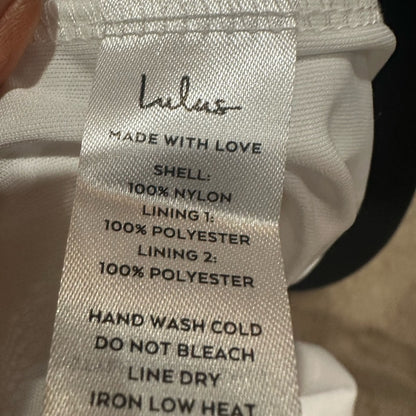 Lulus
MADE WITH LOVE
SHELL:
100% NYLON
LINING 1:
100% POLYESTER
LINING 2:
100% POLYESTER
HAND WASH COLD
DO NOT BLEACH
LINE DRY
IRON LOW HEAT